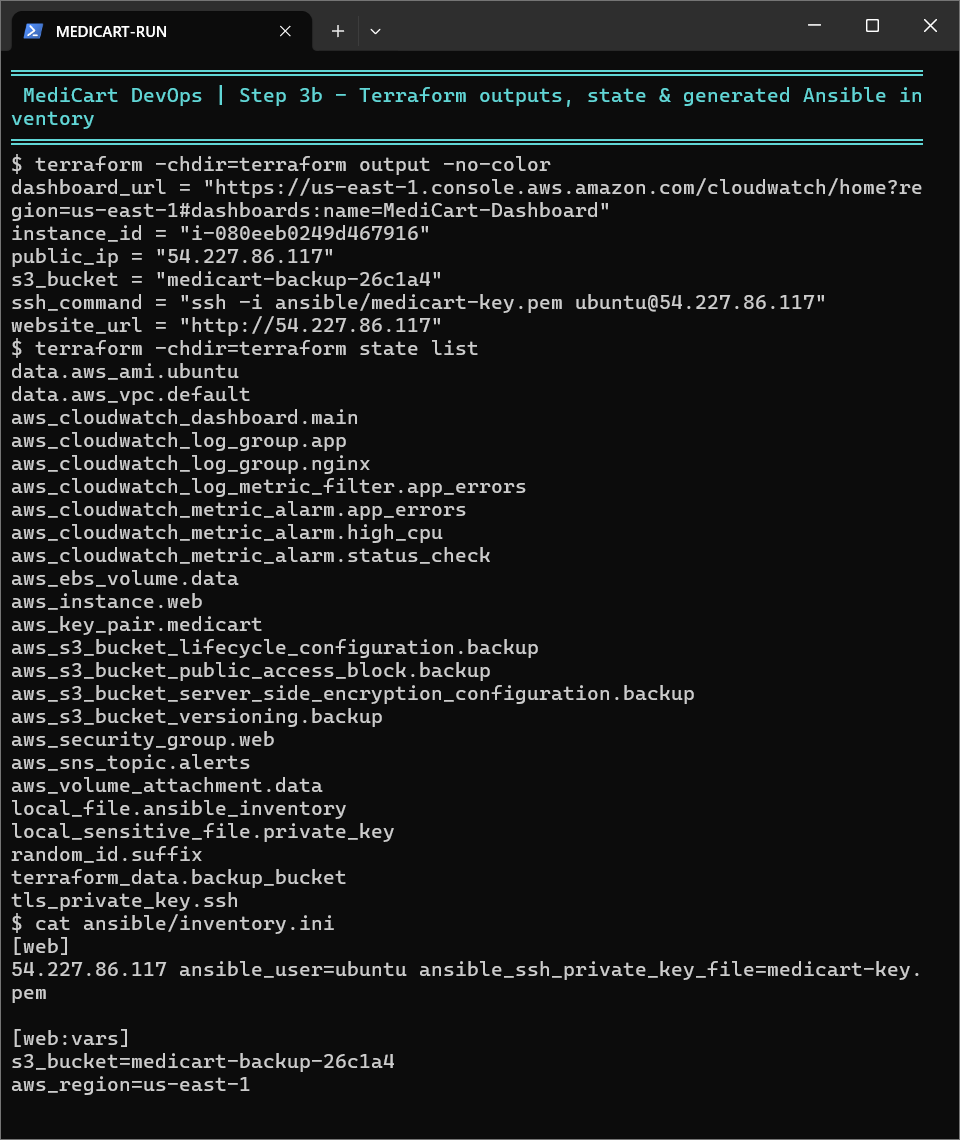 MEDICART-RUN
MediCart DevOps | Step 3b - Terraform outputs, state & generated Ansible in
ventory
$ terraform -chdir=terraform output -no-color
dashboard_url = "https://us-east-1.console.aws.amazon.com/cloudwatch/home?re
gion=us-east-1#dashboards:name=MediCart-Dashboard"
instance_id = "i-080eeb0249d467916"
public_ip = "54.227.86.117"
s3_bucket = "medicart-backup-26c1a4"
ssh_command = "ssh -i ansible/medicart-key.pem ubuntu@54.227.86.117"
website_url = "http://54.227.86.117"
$ terraform -chdir=terraform state list
data.aws_ami.ubuntu
data.aws_vpc.default
aws_cloudwatch_dashboard.main
aws_cloudwatch_log_group.app
aws_cloudwatch_log_group.nginx
aws_cloudwatch_log_metric_filter.app_errors
aws_cloudwatch_metric_alarm.app_errors
aws_cloudwatch_metric_alarm.high_cpu
aws_cloudwatch_metric_alarm.status_check
aws_ebs_volume.data
aws_instance.web
aws_key_pair.medicart
aws_s3_bucket_lifecycle_configuration.backup
aws_s3_bucket_public_access_block.backup
aws_s3_bucket_server_side_encryption_configuration.backup
aws_s3_bucket_versioning.backup
aws_security_group.web
aws_sns_topic.alerts
aws_volume_attachment.data
local_file.ansible_inventory
local_sensitive_file.private_key
random_id.suffix
terraform_data.backup_bucket
tls_private_key.ssh
$ cat ansible/inventory.ini
[web]
54.227.86.117 ansible_user=ubuntu ansible_ssh_private_key_file=medicart-key.
pem
[web:vars]
s3_bucket=medicart-backup-26c1a4
aws_region=us-east-1